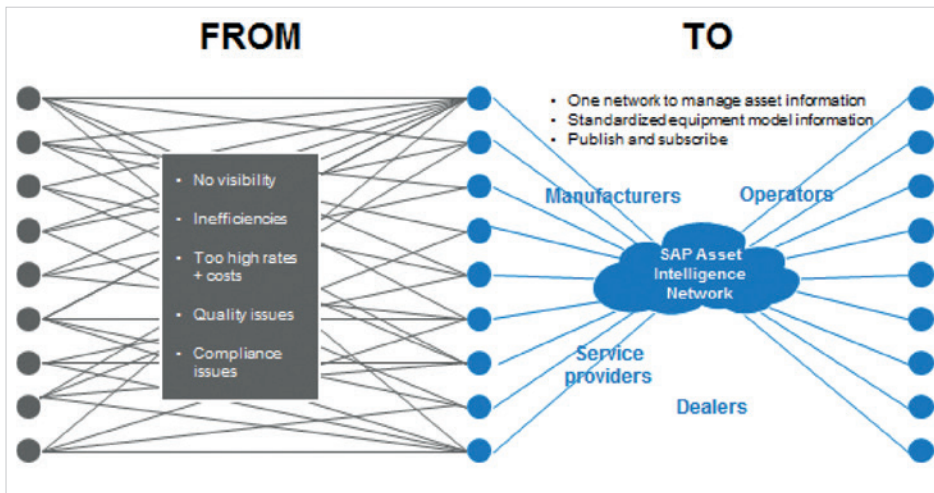 FROM
TO
• No visibility
• Inefficiencies
• Too high rates
+ costs
• Quality issues
• Compliance
issues
• One network to manage asset information
• Standardized equipment model information
• Publish and subscribe
Manufacturers
Operators
SAP Asset
Intelligence
Network
Service
providers
Dealers